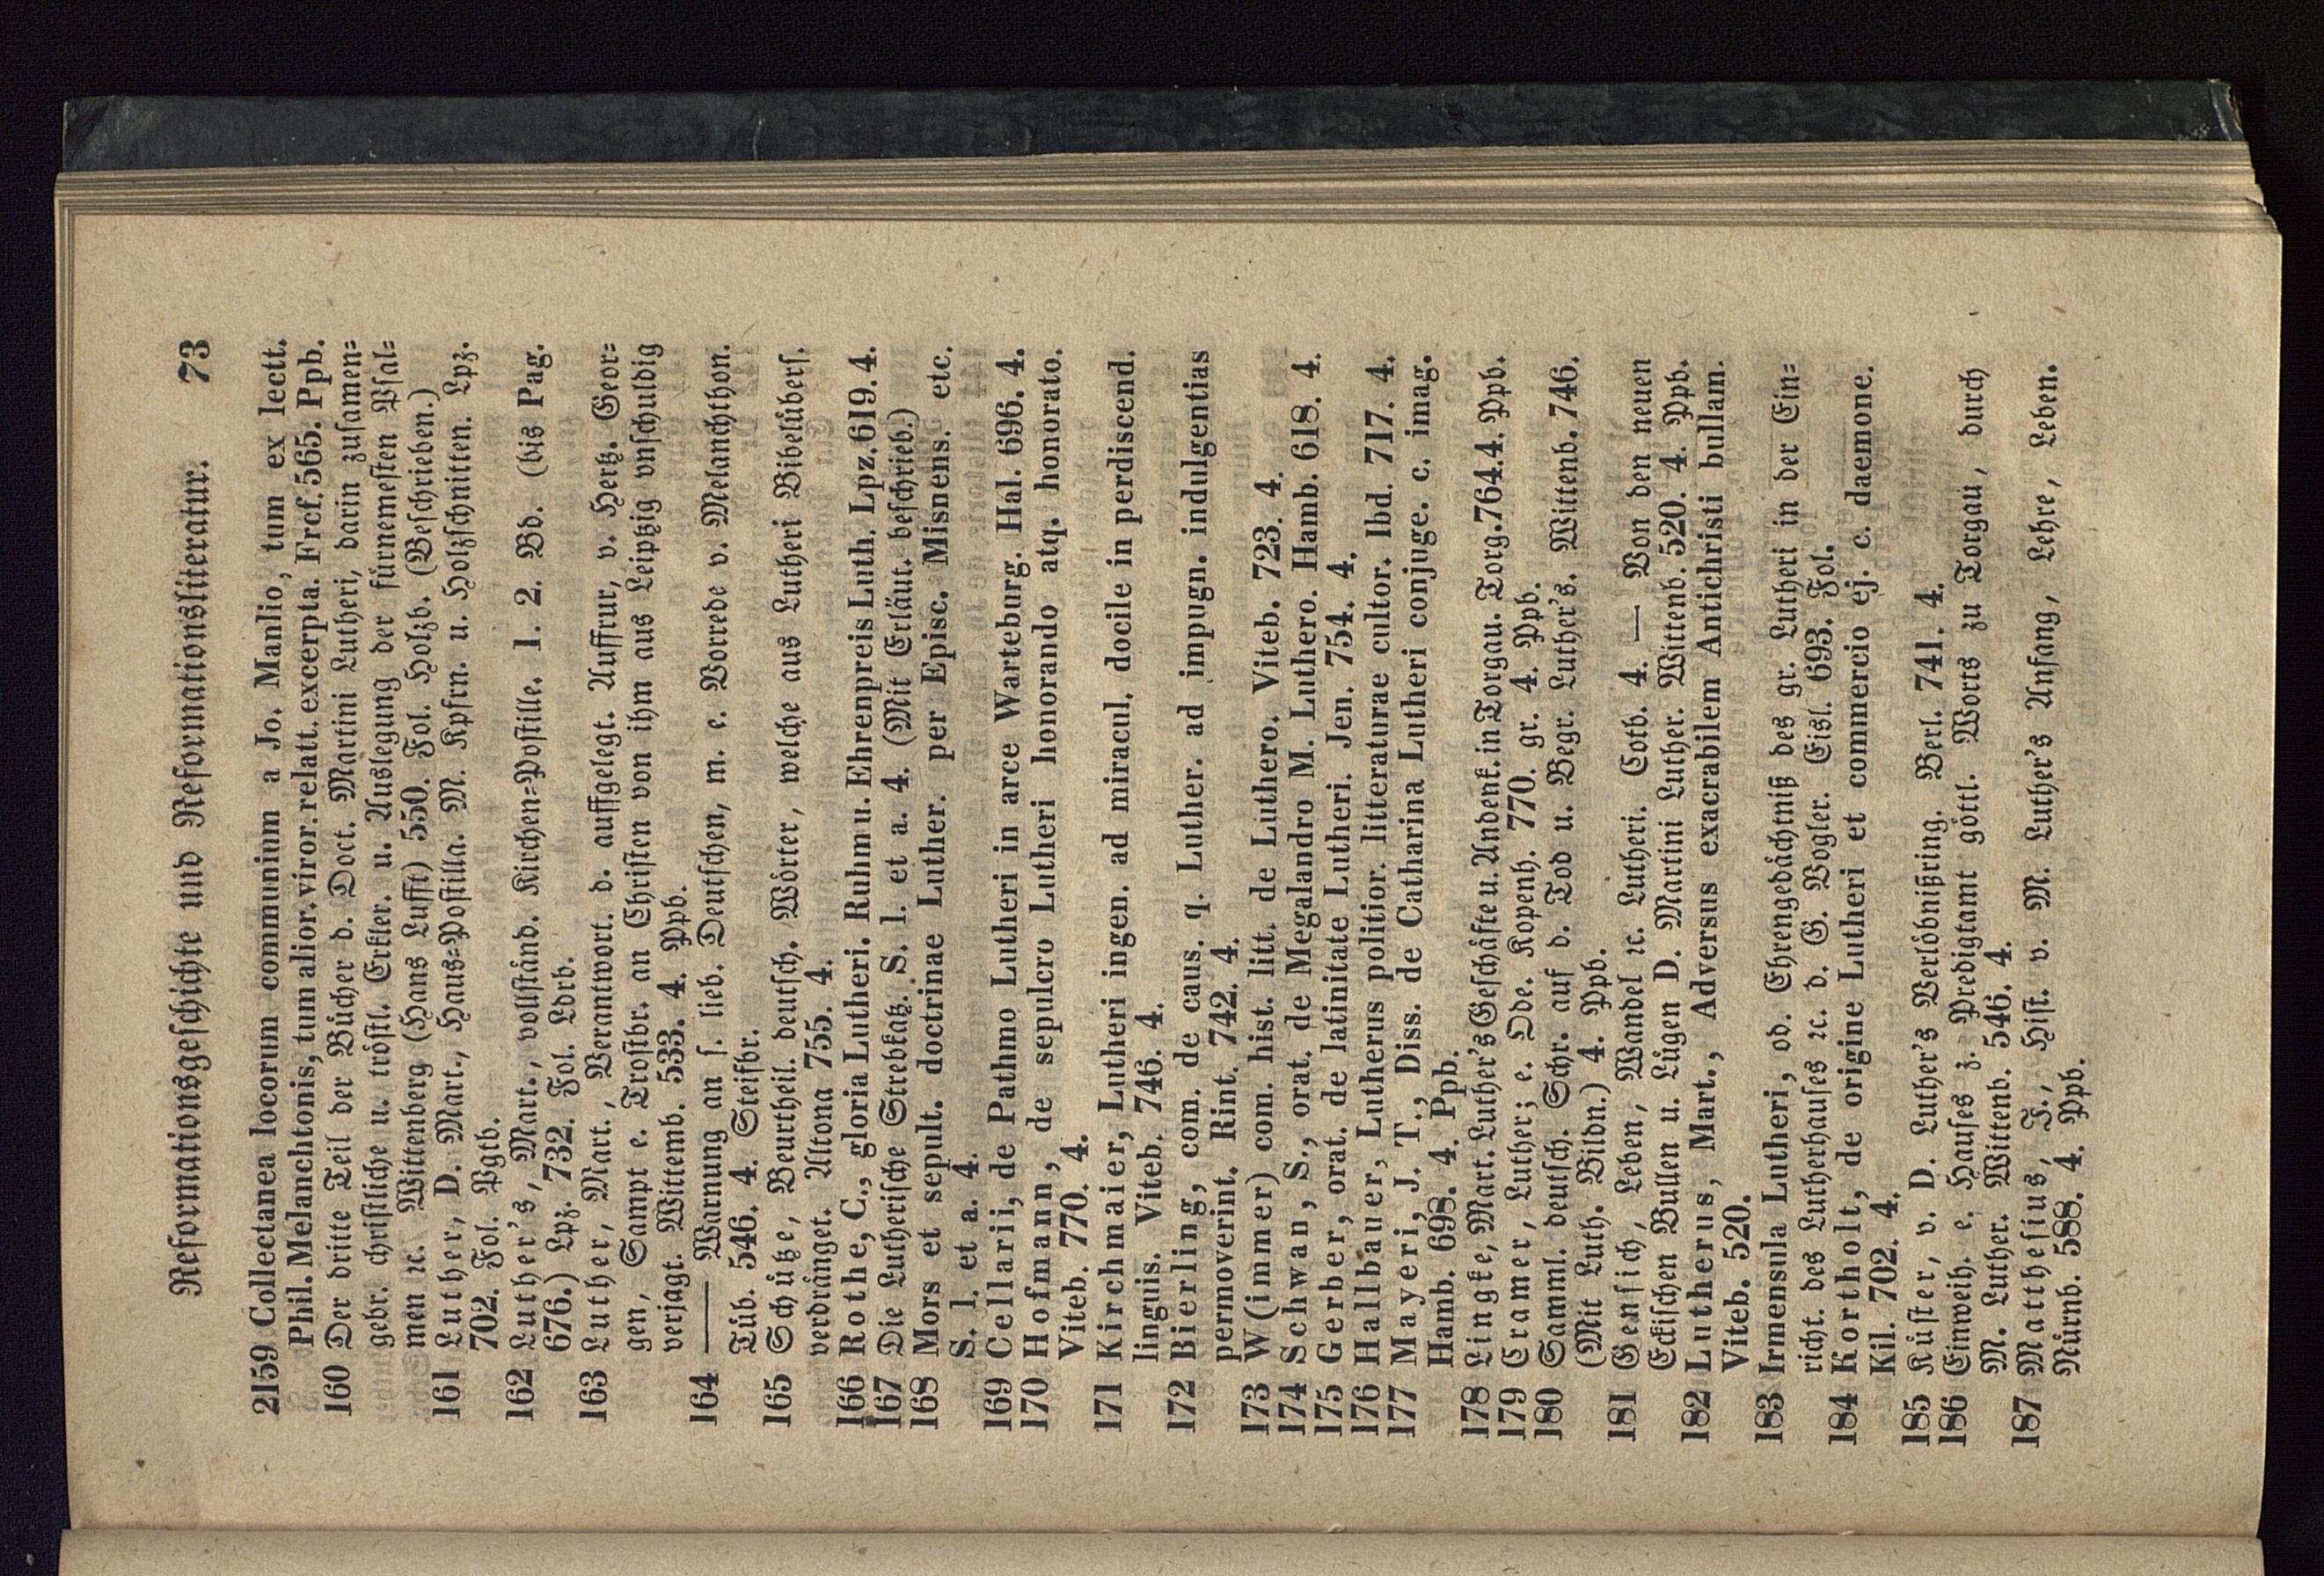 Reformationsgeschichte und Reformationsliteratur. 73
2159 Collectanea locorum communium a Jo. Manlio, tum ex lectt.
Phil. Melanchtonis, tum alior. viror. relatt. excerpta. Frcf. 565. Ppb.
160 Der dritte Teil der Bücher d. Doct. Martini Lutheri, darin zusamen-
gebr. christliche u. tröstl. Erkler. u. Auslegung der fürnemesten Psal-
men ꝛc. Wittenberg (Hans Lufft) 550. Fol. Holzb. (Beschrieben.)
161 Luther, D. Mart., Haus-Postilla. M. Kpfrn. u. Holzschnitten. Lpz.
702. Fol. Pgtb.
162 Luther's, Mart., vollständ. Kirchen-Postille. 1. 2. Bd. (bis Pag.
676.) Lpz. 732. Fol. Ldrb.
163 Luther, Mart., Verantwort. d. auffgelegt. Auffrur, v. Hertz. Geor-
gen, Sampt e. Trostbr. an Christen von ihm aus Leiptzig vnschuldig
verjagt. Wittemb. 533. 4. Ppb.
164 —— Warnung an s. lieb. Deutschen, m. e. Vorrede v. Melanchthon.
Tüb. 546. 4. Steifbr.
165 Schütze, Beurtheil. deutsch. Wörter, welche aus Lutheri Bibelübers.
verdränget. Altona 755. 4.
166 Rothe, C., gloria Lutheri. Ruhm u. Ehrenpreis Luth. Lpz. 619. 4.
167 Die Lutherische Strebkatz. S. l. et a. 4. (Mit Erläut. beschrieb.)
168 Mors et sepult. doctrinae Luther. per Episc. Misnens. etc.
S. l. et a. 4.
169 Cellarii, de Pathmo Lutheri in arce Warteburg. Hal. 696. 4.
170 Hofmann, de sepulcro Lutheri honorando atq. honorato.
Viteb. 770. 4.
171 Kirchmaier, Lutheri ingen. ad miracul. docile in perdiscend.
linguis. Viteb. 746. 4.
172 Bierling, com. de caus. q. Luther. ad impugn. indulgentias
permoverint. Rint. 742. 4.
173 W(immer) com. hist. litt. de Luthero. Viteb. 723. 4.
174 Schwan, S., orat. de Megalandro M. Luthero. Hamb. 618. 4.
175 Gerber, orat. de latinitate Lutheri. Jen. 754. 4.
176 Hallbauer, Lutherus politior. litteraturae cultor. Ibd. 717. 4.
177 Mayeri, J. T., Diss. de Catharina Lutheri conjuge. c. imag.
Hamb. 698. 4. Ppb.
178 Lingke, Mart. Luther's Geschäfte u. Andenk. in Torgau. Torg. 764. 4. Ppb.
179 Cramer, Luther; e. Ode. Kopenh. 770. gr. 4. Ppb.
180 Samml. deutsch. Schr. auf d. Tod u. Begr. Luther's. Wittenb. 746.
(Mit Luth. Bildn.) 4. Ppb.
181 Gensich, Leben, Wandel ꝛc. Lutheri. Cotb. 4. — Von den neuen
Eckischen Bullen u. Lügen D. Martini Luther. Wittenb. 520. 4. Ppb.
182 Lutherus, Mart., Adversus exacrabilem Antichristi bullam.
Viteb. 520.
183 Irmensula Lutheri, od. Ehrengedächtniß des gr. Lutheri in der Ein-
richt. des Lutherhauses ꝛc. d. G. Vogler. Eisl. 693. Fol.
184 Kortholt, de origine Lutheri et commercio ej. c. daemone.
Kil. 702. 4.
185 Küster, v. D. Luther's Verlöbnißring. Berl. 741. 4.
186 Einweih. e. Hauses z. Predigtamt göttl. Worts zu Torgau, durch
M. Luther. Wittenb. 546. 4.
187 Matthesius, J., Hist. v. M. Luther's Anfang, Lehre, Leben.
Nürnb. 588. 4. Ppb.